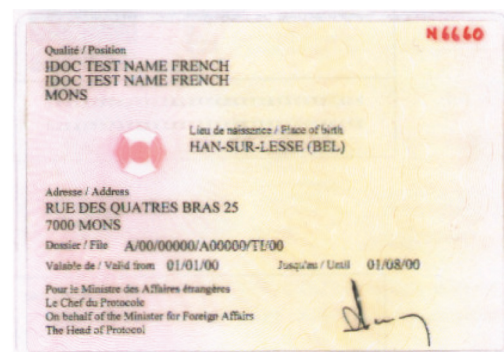 N6660
Qualité / Position
IDOC TEST NAME FRENCH
IDOC TEST NAME FRENCH
MONS
Lieu de naissance / Place of birth
HAN-SUR-LESSE (BEL)
Adresse / Address
RUE DES QUATRES BRAS 25
7000 MONS
Dossier / File A/00/00000/A00000/TI/00
Valable de / Valid from 01/01/00 Jusqu'au / Until 01/08/00
Pour le Ministre des Affaires étrangères
Le Chef du Protocole
On behalf of the Minister for Foreign Affairs
The Head of Protocol